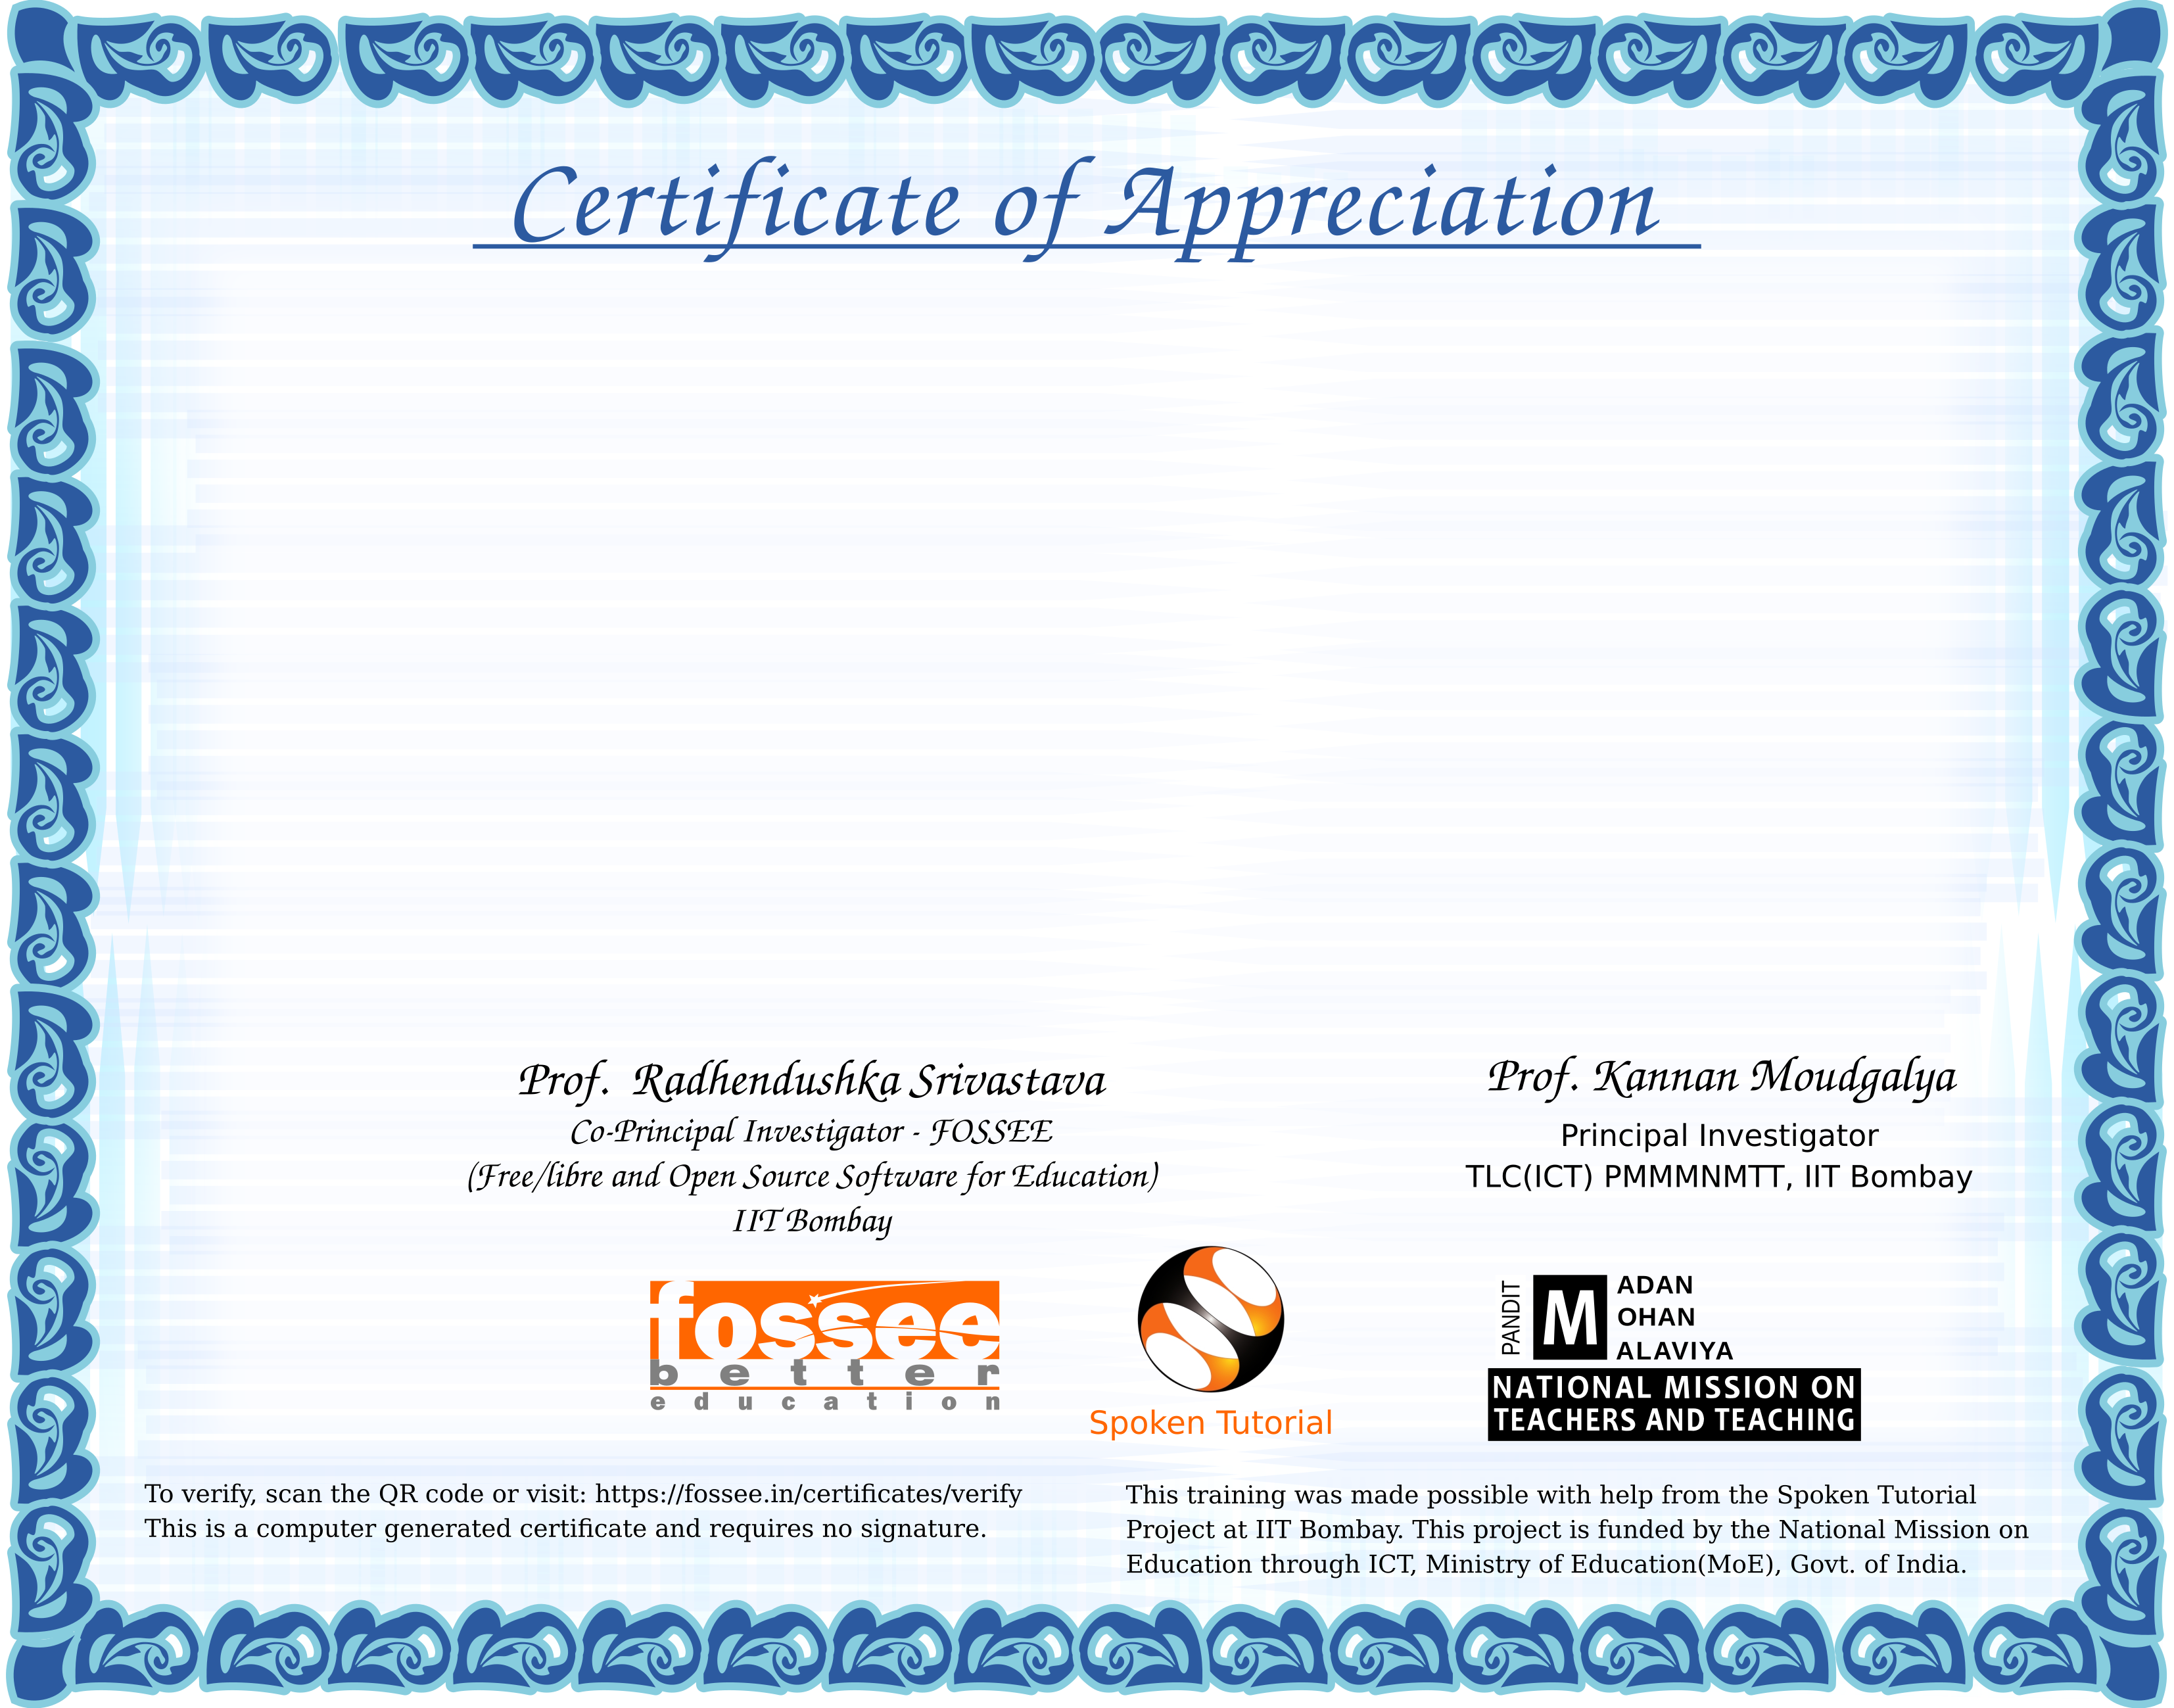 Certificate of Appreciation
Prof. Radhendushka Srivastava
Co-Principal Investigator - FOSSEE
(Free/libre and Open Source Software for Education)
IIT Bombay
Prof. Kannan Moudgalya
Principal Investigator
TLC(ICT) PMMMNMTT, IIT Bombay
fossee
better
education
Spoken Tutorial
PANDIT
M
ADAN
OHAN
ALAVIYA
NATIONAL MISSION ON
TEACHERS AND TEACHING
To verify, scan the QR code or visit: https://fossee.in/certificates/verify
This is a computer generated certificate and requires no signature.
This training was made possible with help from the Spoken Tutorial
Project at IIT Bombay. This project is funded by the National Mission on
Education through ICT, Ministry of Education(MoE), Govt. of India.